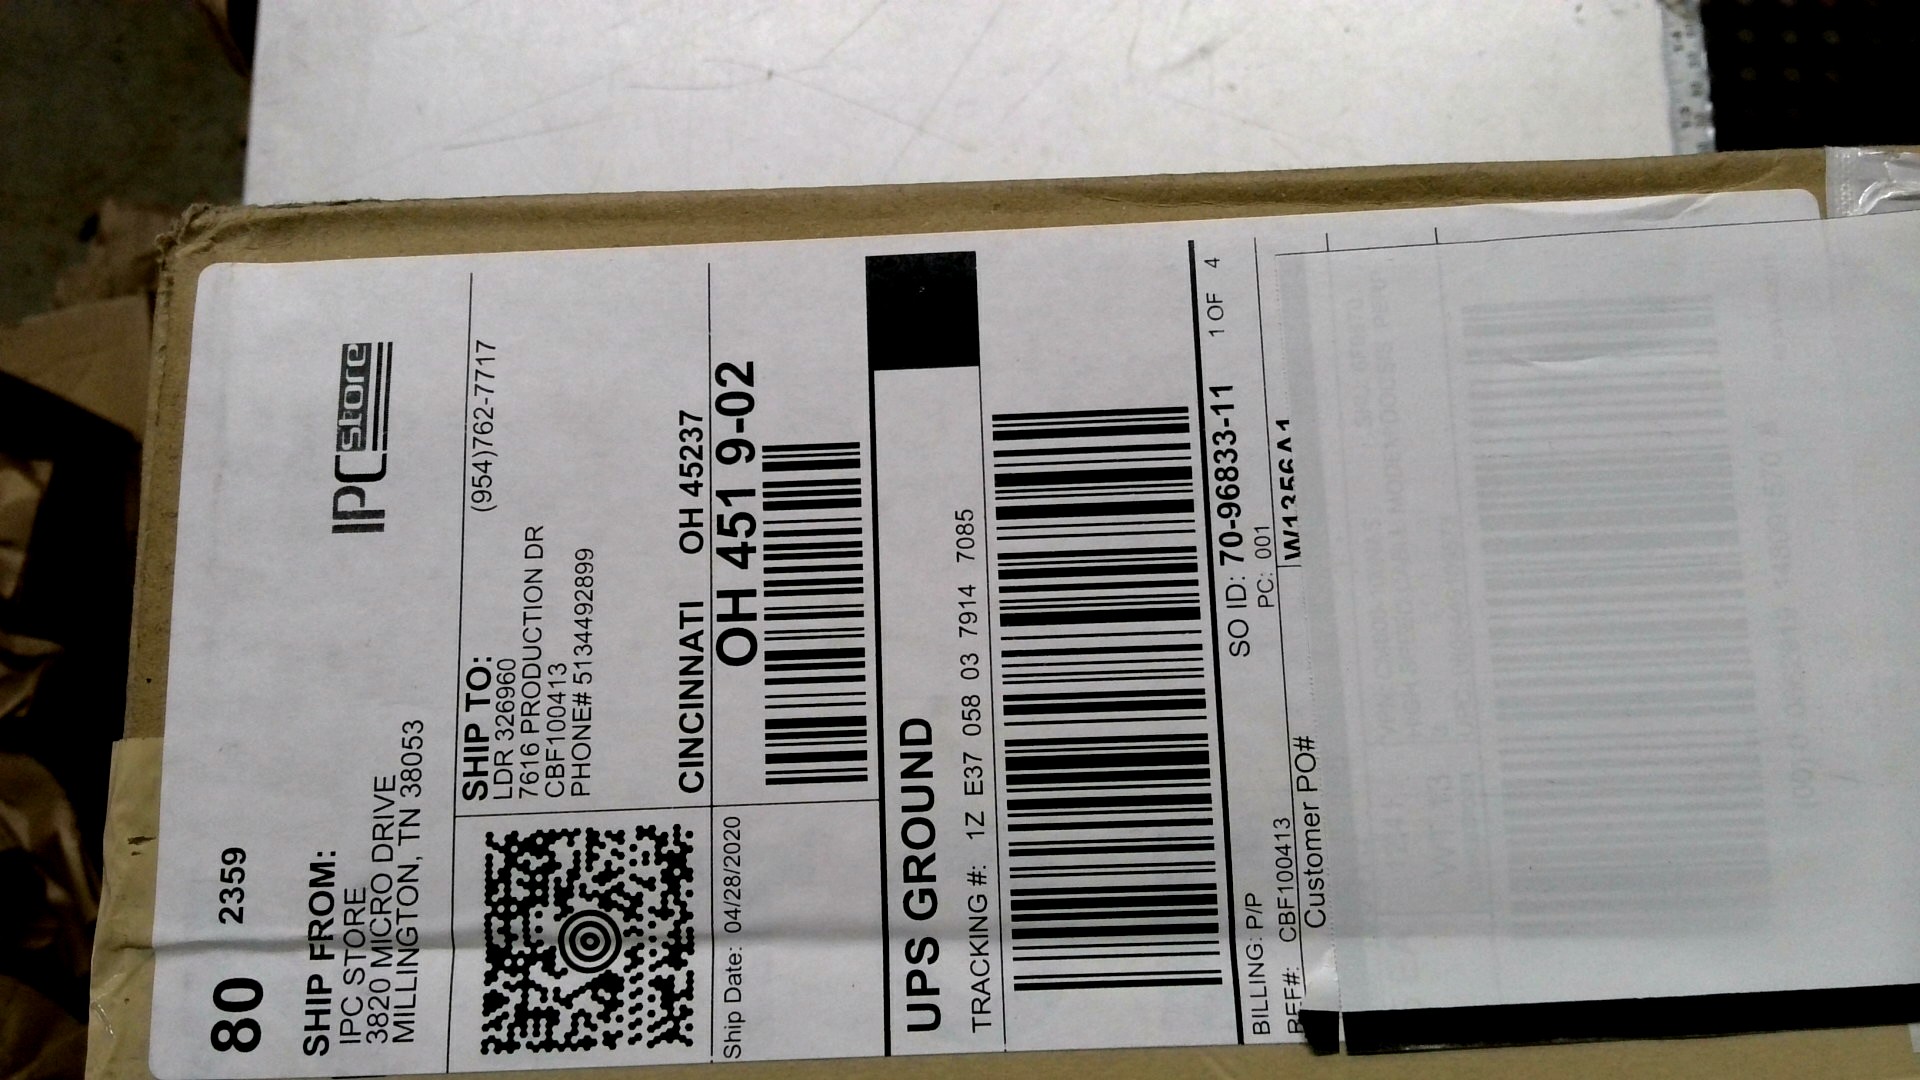 80 2359
IPC store
SHIP FROM:
IPC STORE
3820 MICRO DRIVE
MILLINGTON, TN 38053
SHIP TO: (954)762-7717
LDR 326960
7616 PRODUCTION DR
CBF100413
PHONE# 5134492899
CINCINNATI OH 45237
OH 451 9-02
Ship Date: 04/28/2020
UPS GROUND
TRACKING #: 1Z E37 058 03 7914 7085
BILLING: P/P
SO ID: 70-96833-11 1 OF 4
PC: 001
REF#: CBF100413
W1356A1
Customer PO#